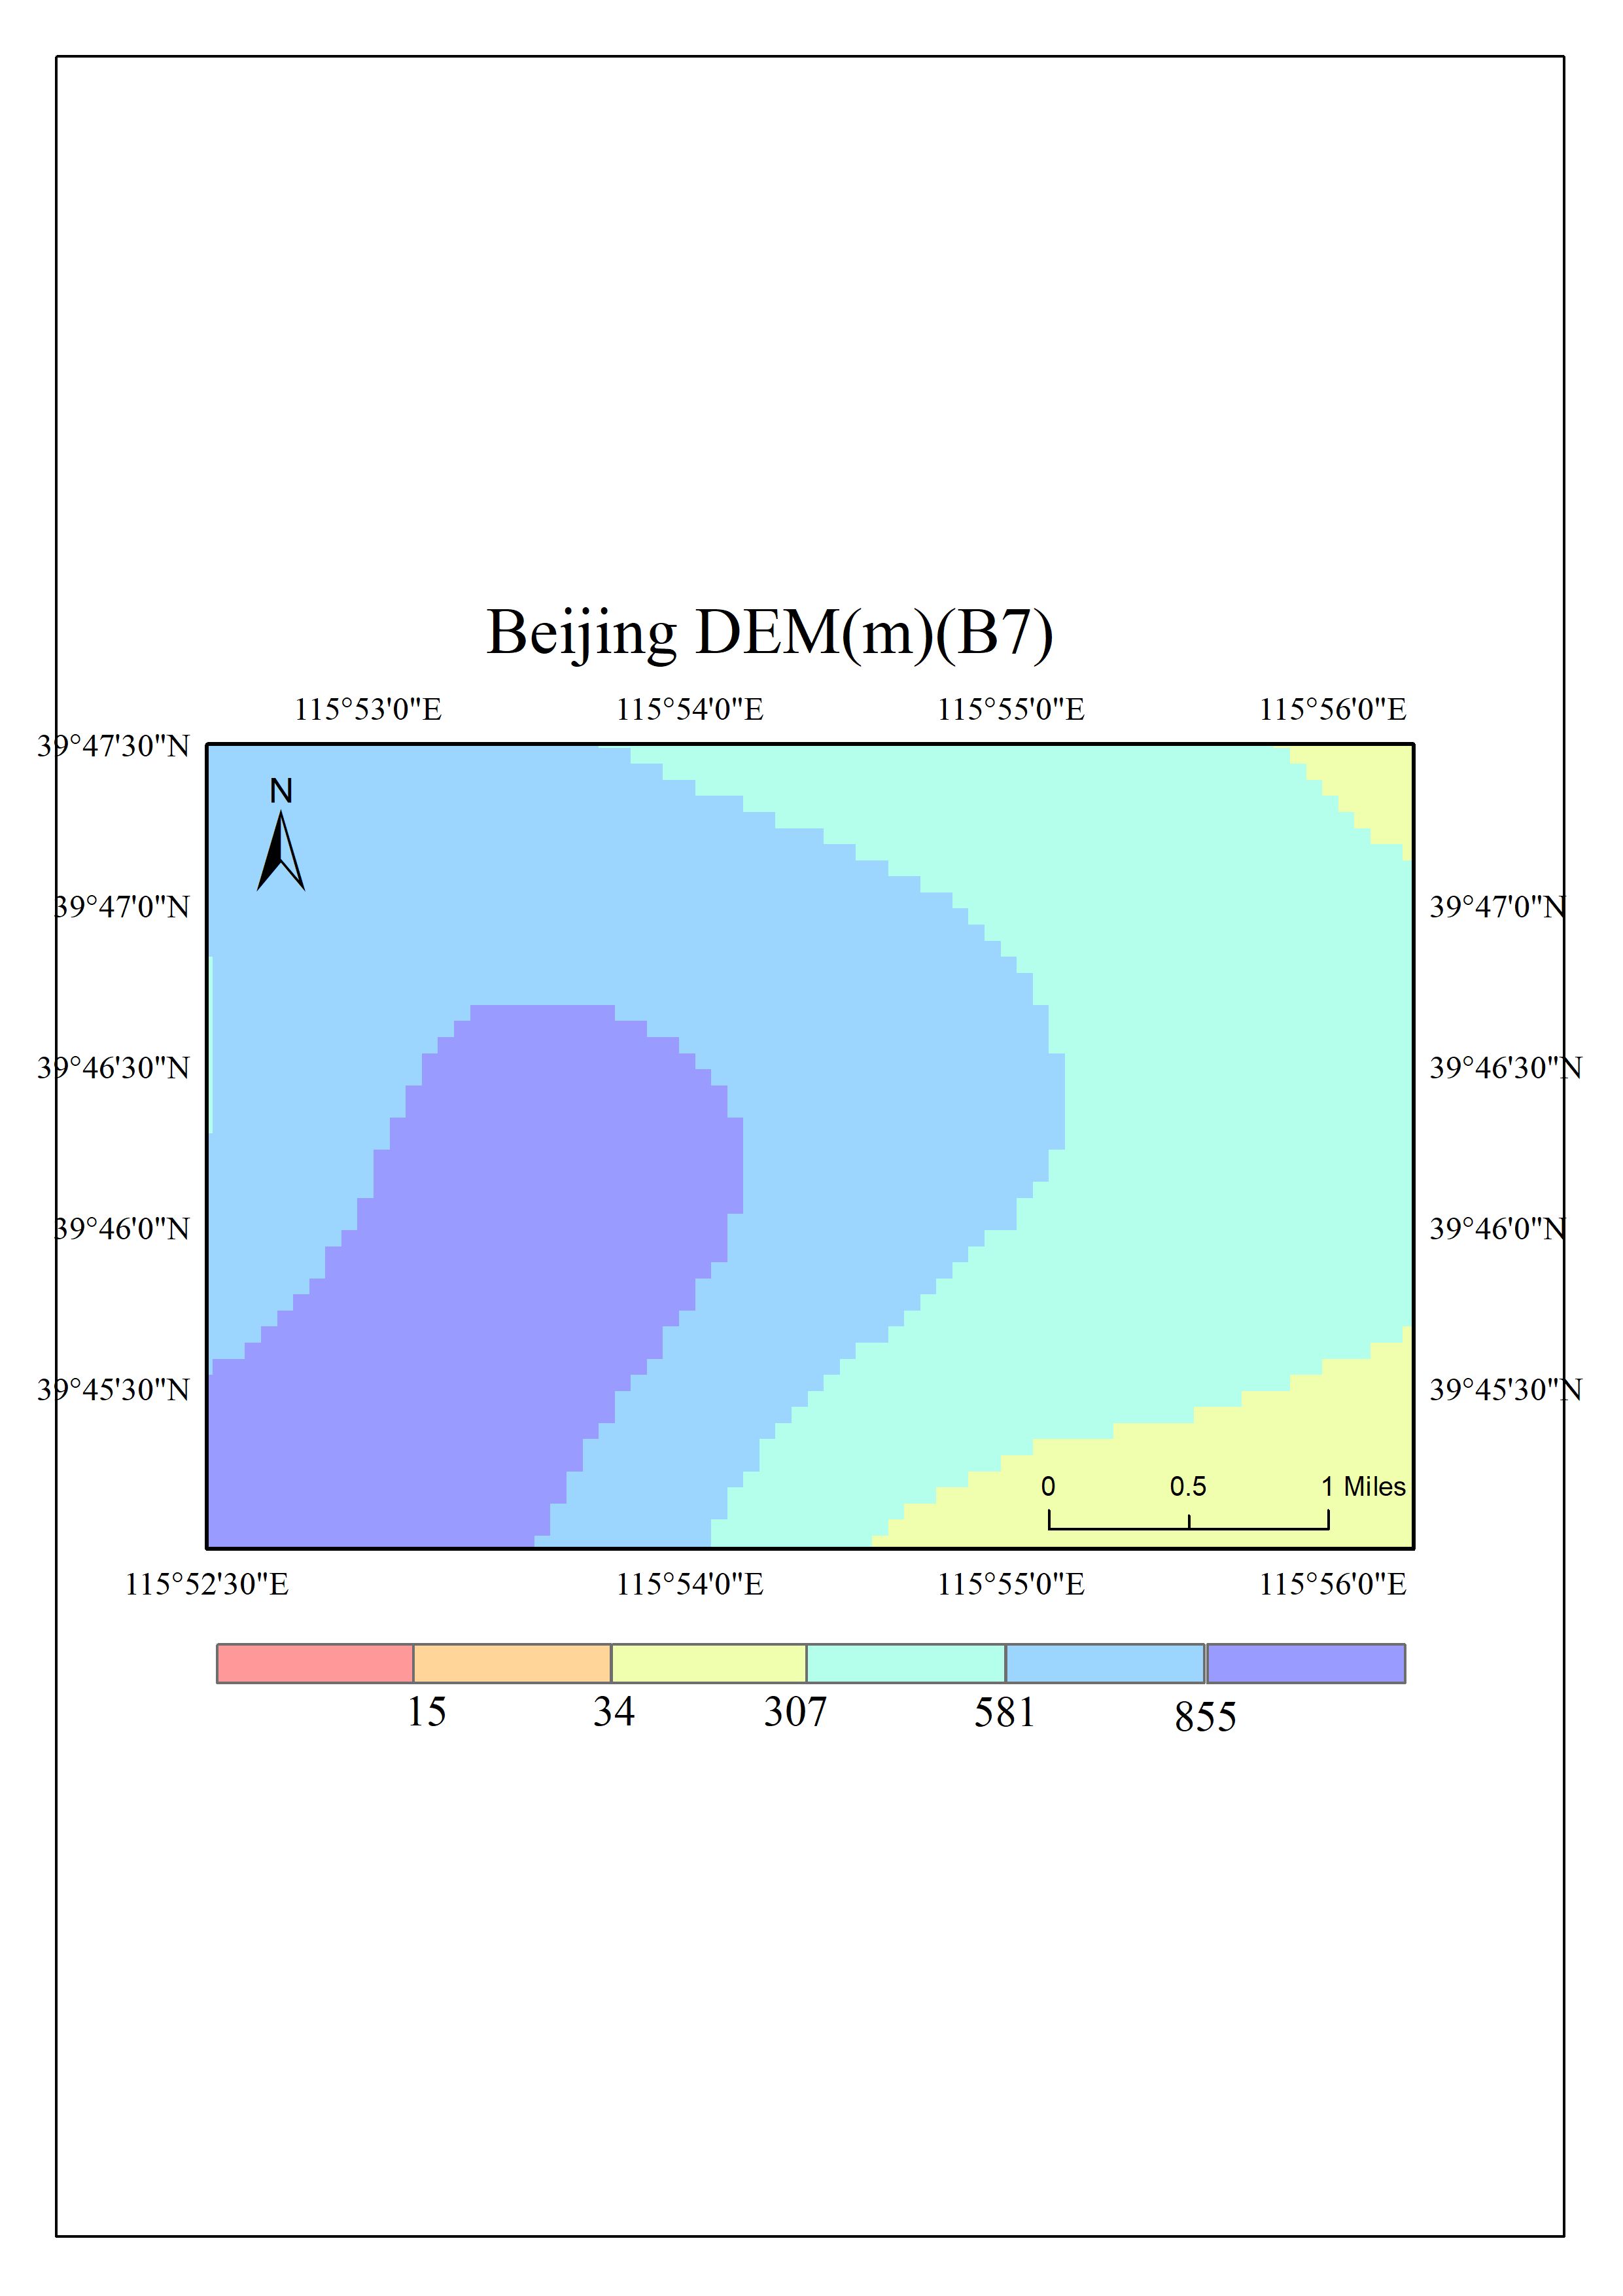 Beijing DEM(m)(B7)
115°53'0"E 115°54'0"E 115°55'0"E 115°56'0"E
39°47'30"N
N
39°47'0"N 39°47'0"N
39°46'30"N 39°46'30"N
39°46'0"N 39°46'0"N
39°45'30"N 39°45'30"N
0 0.5 1 Miles
115°52'30"E 115°54'0"E 115°55'0"E 115°56'0"E
15 34 307 581 855